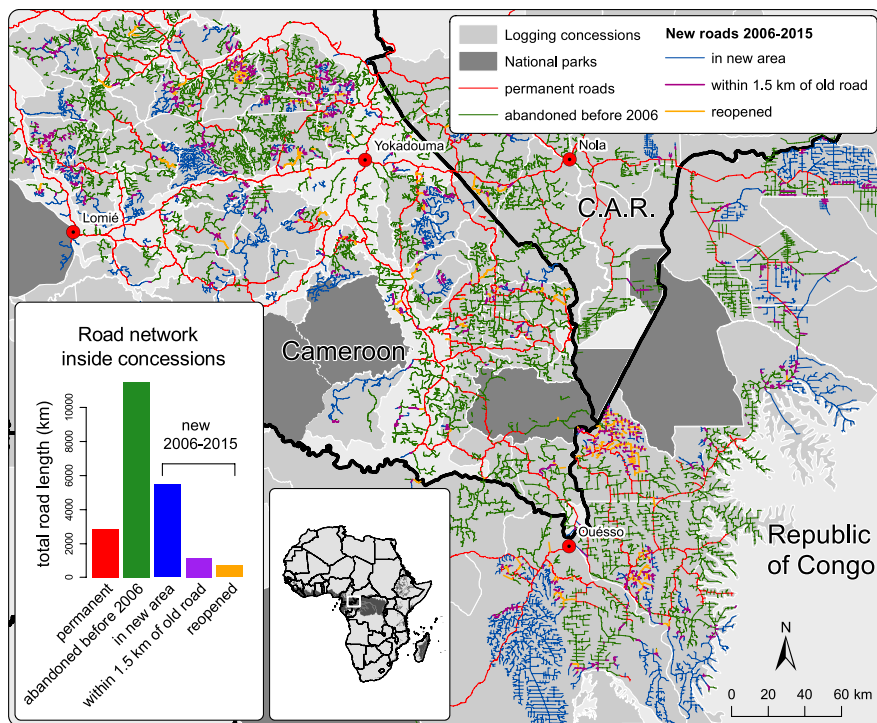 Logging concessions
National parks
permanent roads
abandoned before 2006
New roads 2006-2015
in new area
within 1.5 km of old road
reopened
Yokadouma
Nola
C.A.R.
Lomié
Cameroon
Ouésso
Republic
of Congo
Road network
inside concessions
new
2006-2015
total road length (km)
10000
8000
6000
4000
2000
0
permanent
abandoned before 2006
in new area
within 1.5 km of old road
reopened
N
0 20 40 60 km